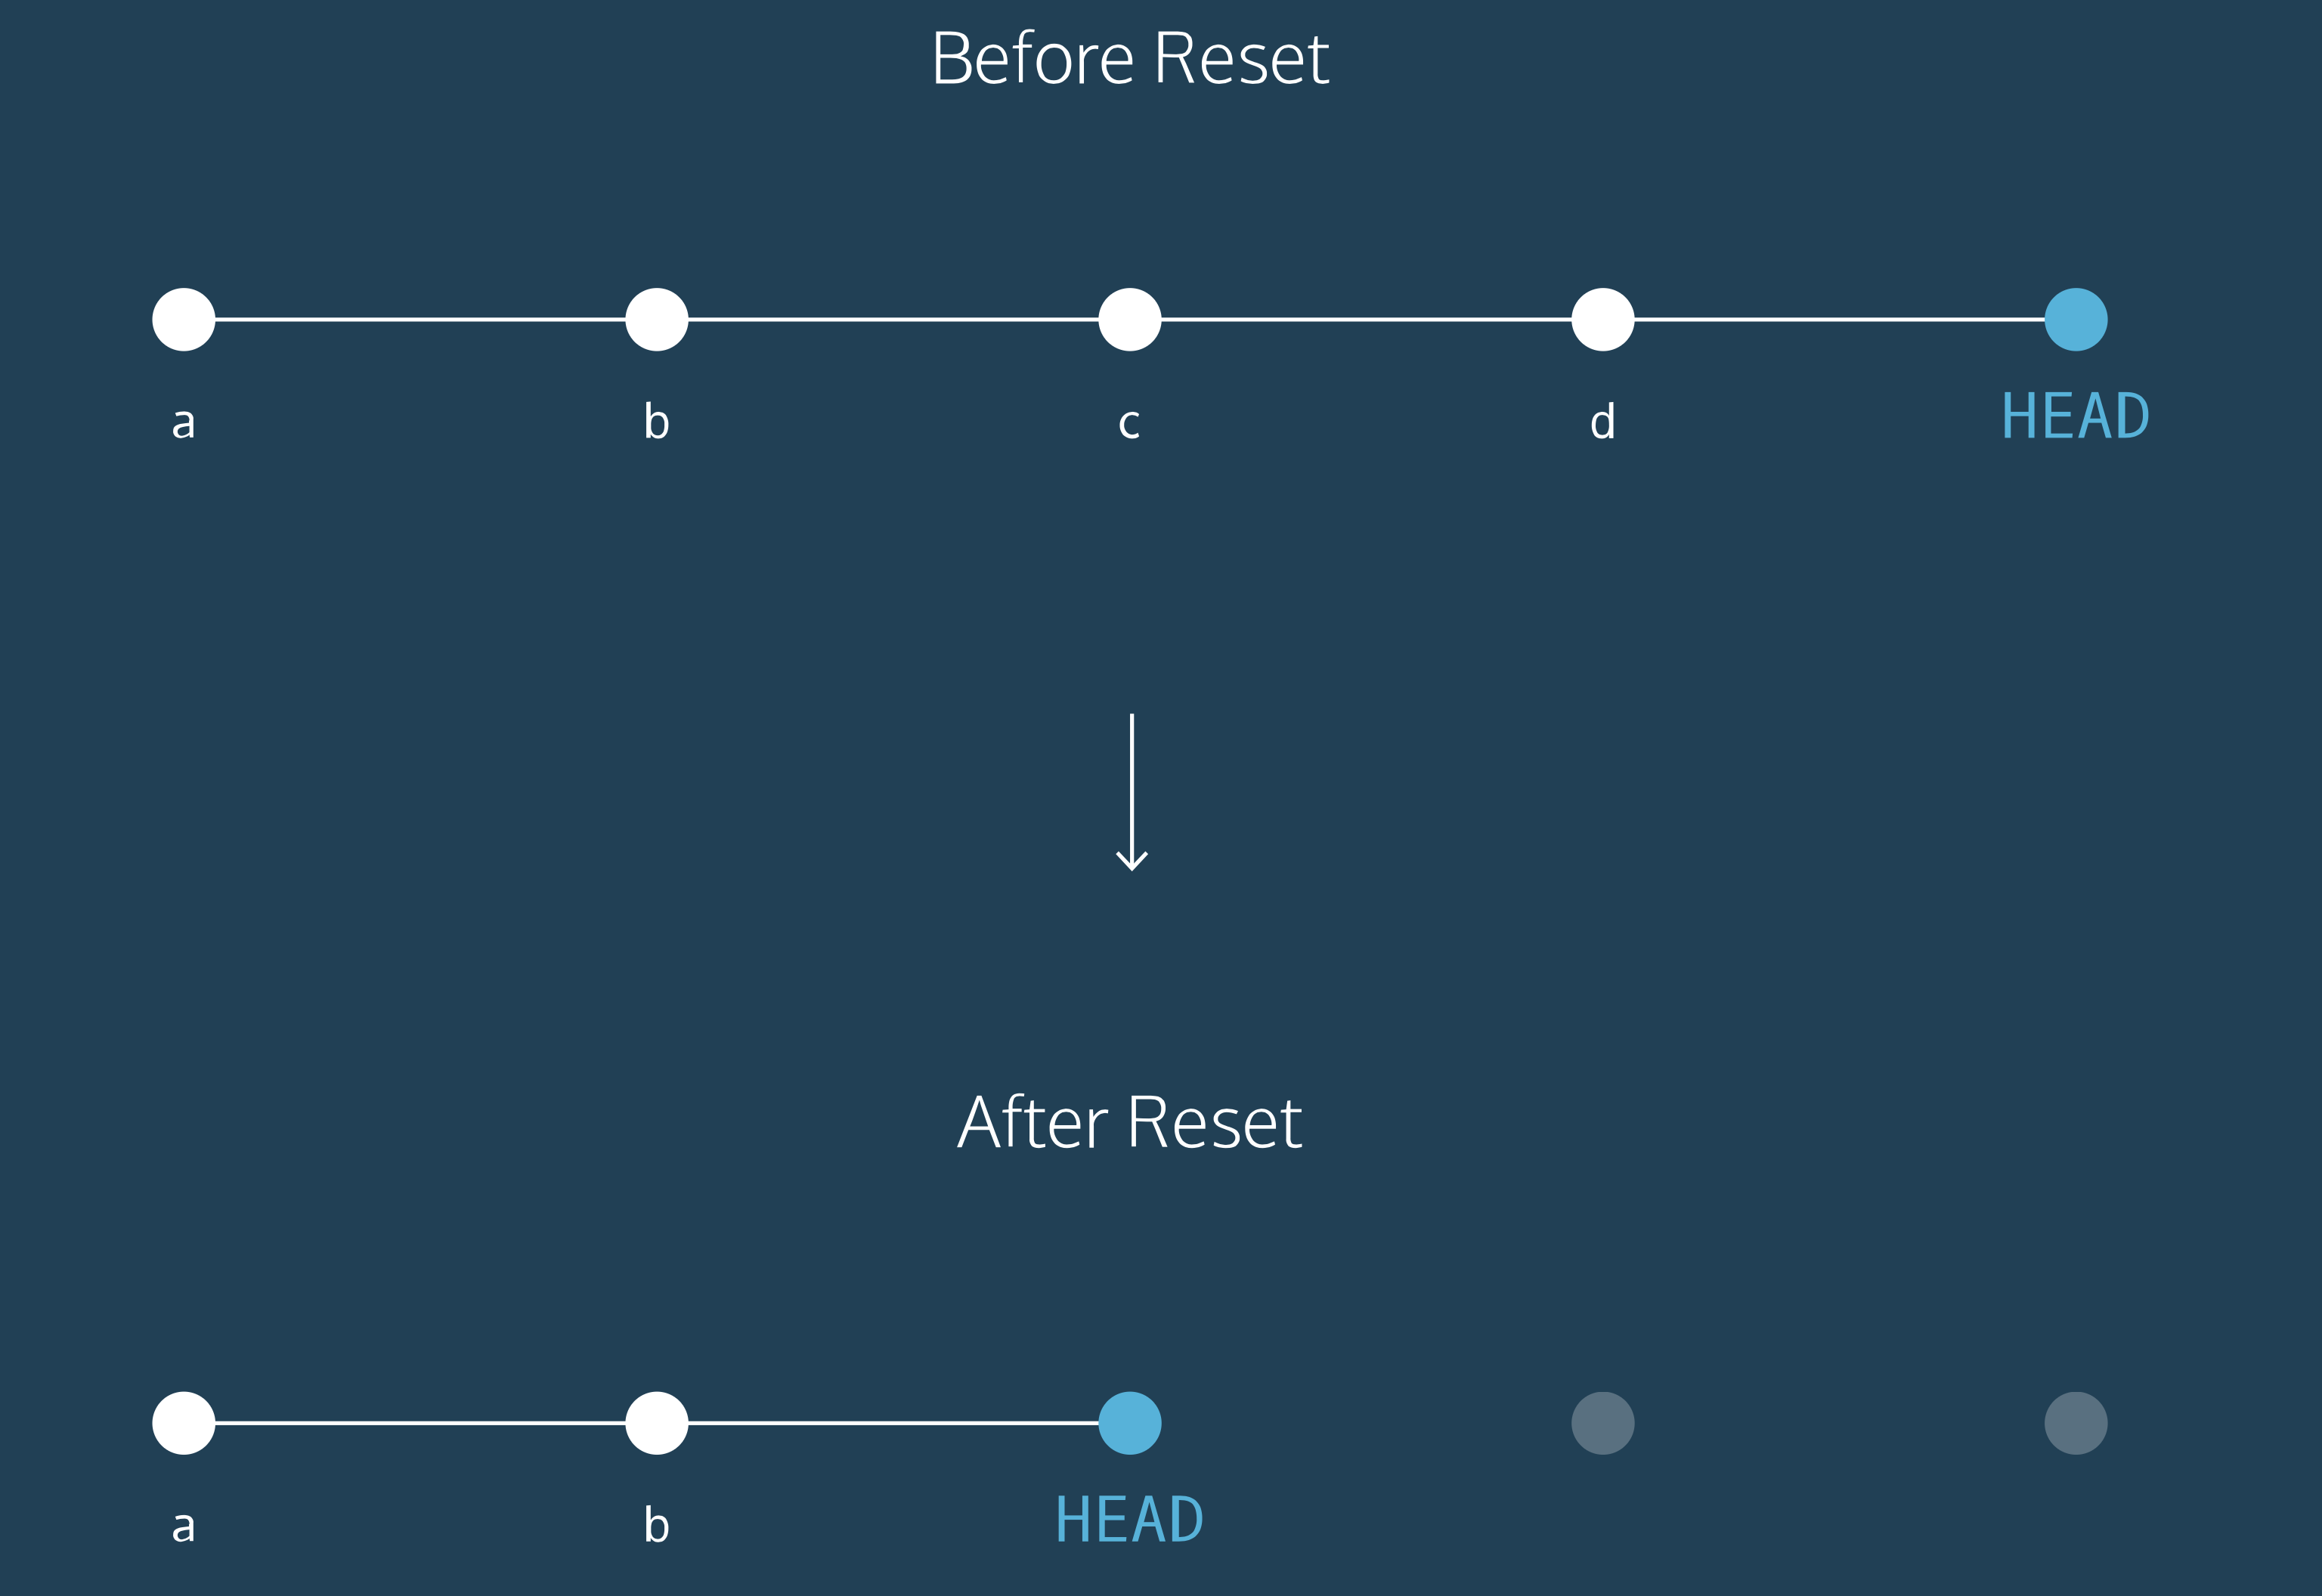 Before Reset
a b c d HEAD
After Reset
a b HEAD